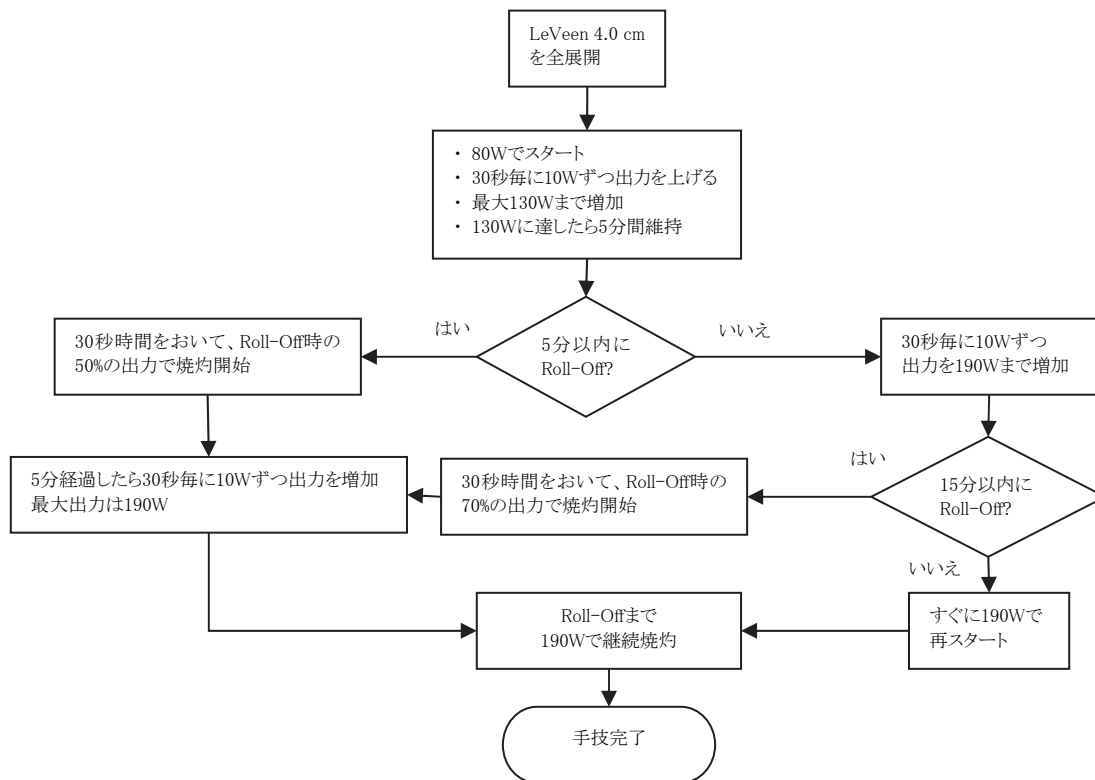 LeVeen 4.0 cm
を全展開
・ 80Wでスタート
・ 30秒毎に10Wずつ出力を上げる
・ 最大130Wまで増加
・ 130Wに達したら5分間維持
はい
いいえ
5分以内に
Roll-Off?
30秒時間をおいて、Roll-Off時の
50%の出力で焼灼開始
30秒毎に10Wずつ
出力を190Wまで増加
5分経過したら30秒毎に10Wずつ出力を増加
最大出力は190W
30秒時間をおいて、Roll-Off時の
70%の出力で焼灼開始
はい
15分以内に
Roll-Off?
いいえ
Roll-Offまで
190Wで継続焼灼
すぐに190Wで
再スタート
手技完了